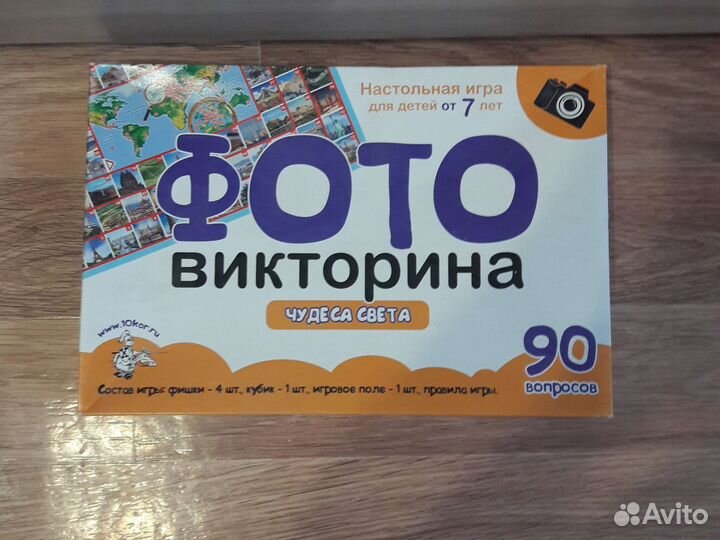 Настольная игра
для детей от 7 лет
ФОТО
викторина
ЧУДЕСА СВЕТА
www.10kor.ru
90
вопросов
Состав игры: фишки - 4 шт., кубик - 1 шт., игровое поле - 1 шт., правила игры.
Avito